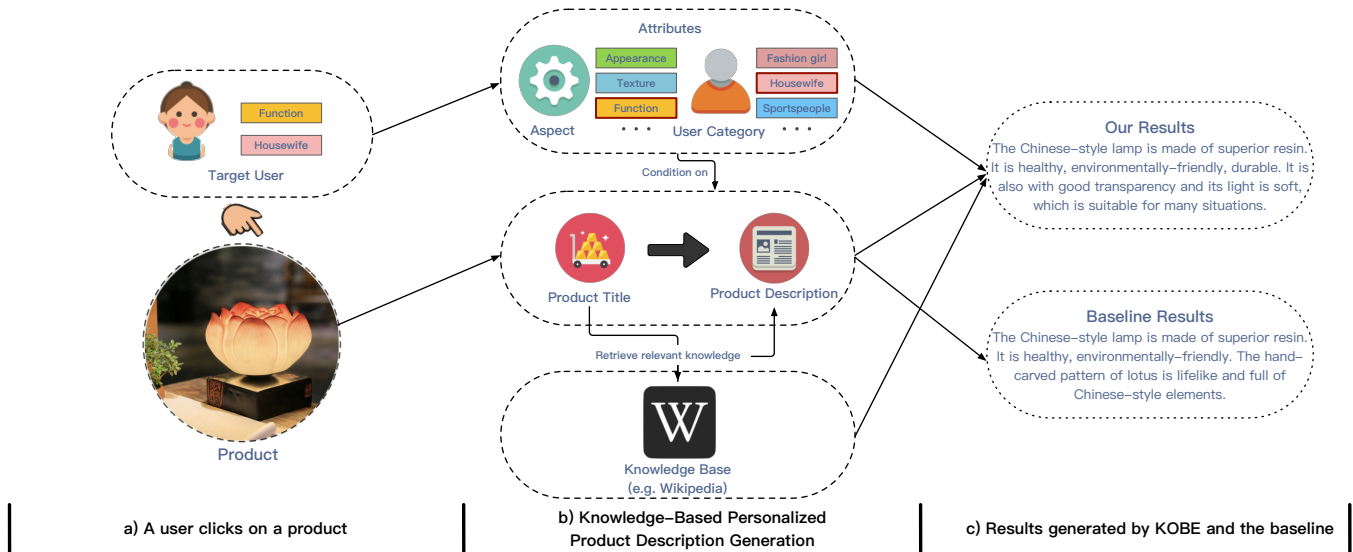 Function
Housewife
Target User
Product
Attributes
Appearance
Texture
Function
Aspect
Fashion girl
Housewife
Sportspeople
User Category
Condition on
Product Title
Product Description
Retrieve relevant knowledge
W
Knowledge Base
(e.g. Wikipedia)
Our Results
The Chinese-style lamp is made of superior resin.
It is healthy, environmentally-friendly, durable. It is
also with good transparency and its light is soft,
which is suitable for many situations.
Baseline Results
The Chinese-style lamp is made of superior resin.
It is healthy, environmentally-friendly. The hand-
carved pattern of lotus is lifelike and full of
Chinese-style elements.
a) A user clicks on a product
b) Knowledge-Based Personalized
Product Description Generation
c) Results generated by KOBE and the baseline